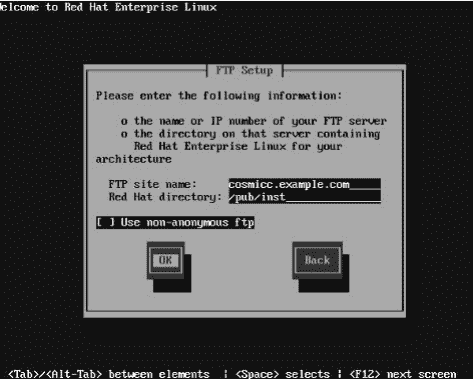 Welcome to Red Hat Enterprise Linux
FTP Setup
Please enter the following information:
o the name or IP number of your FTP server
o the directory on that server containing
Red Hat Enterprise Linux for your
architecture
FTP site name: cosmicc.example.com_____
Red Hat directory: /pub/inst_______________
[ ] Use non-anonymous ftp
OK Back
<Tab>/<Alt-Tab> between elements | <Space> selects | <F12> next screen